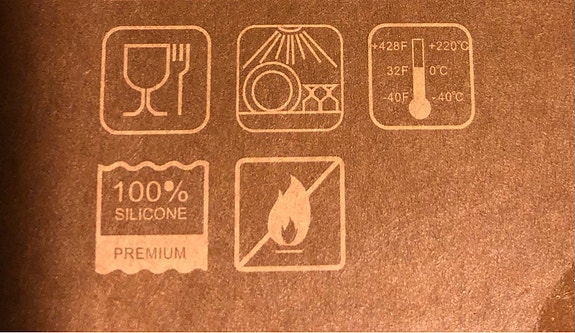 +428F +220℃
32F 0℃
-40F -40℃
100%
SILICONE
PREMIUM